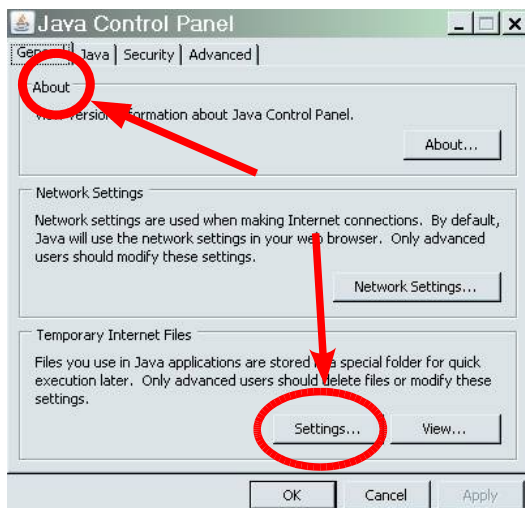 Java Control Panel
General Java Security Advanced
About
View version information about Java Control Panel.
About...
Network Settings
Network settings are used when making Internet connections. By default,
Java will use the network settings in your web browser. Only advanced
users should modify these settings.
Network Settings...
Temporary Internet Files
Files you use in Java applications are stored in a special folder for quick
execution later. Only advanced users should delete files or modify these
settings.
Settings... View...
OK Cancel Apply